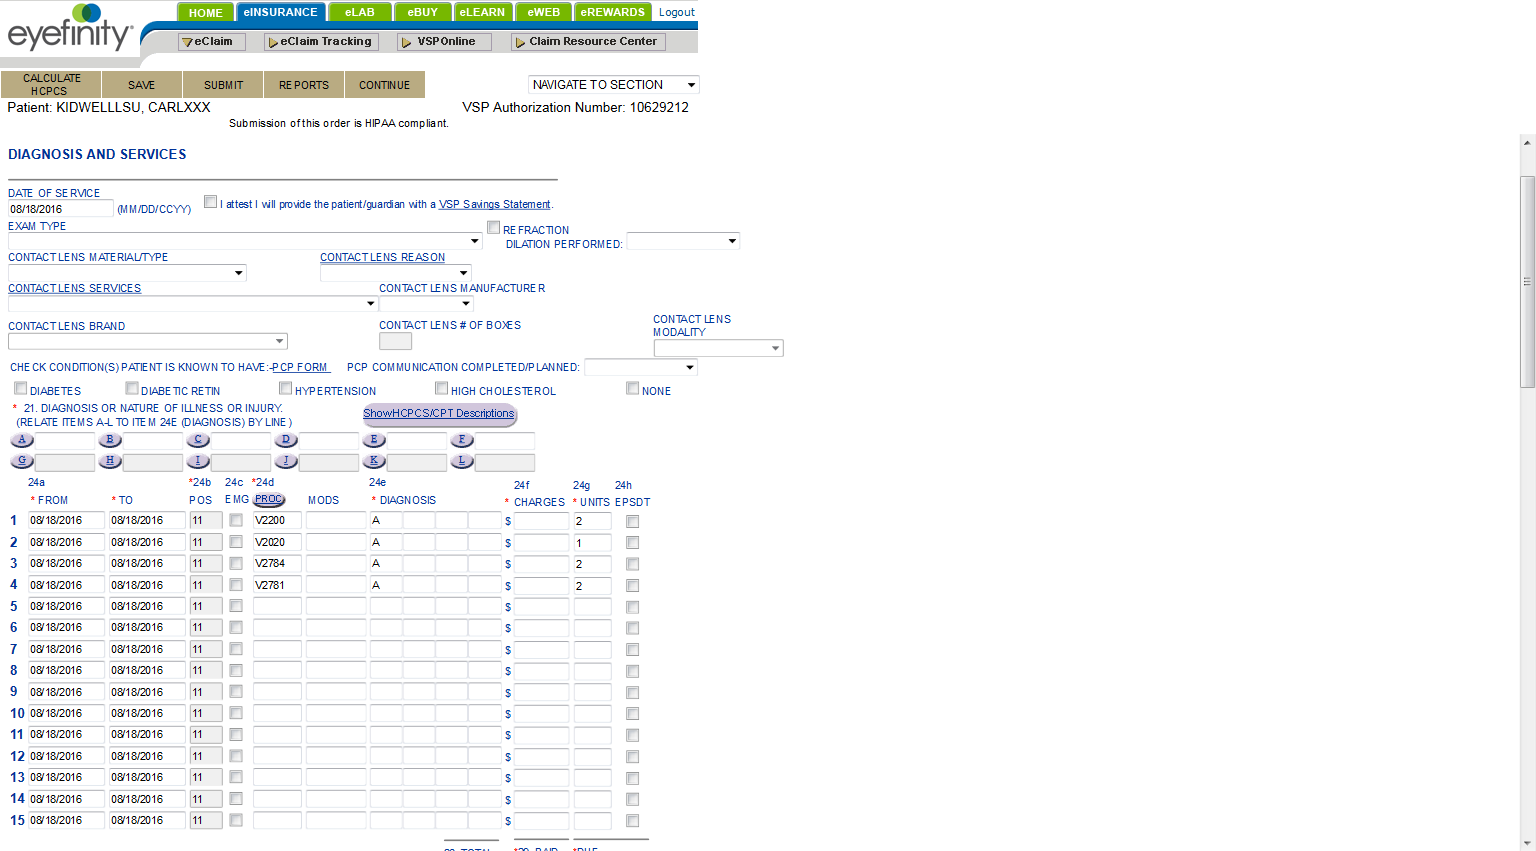 eyefinity
HOME eINSURANCE eLAB eBUY eLEARN eWEB eREWARDS Logout
eClaim eClaim Tracking VSPOnline Claim Resource Center
CALCULATE HCPCS SAVE SUBMIT REPORTS CONTINUE NAVIGATE TO SECTION
Patient: KIDWELLLSU, CARLXXX VSP Authorization Number: 10629212
Submission of this order is HIPAA compliant.
DIAGNOSIS AND SERVICES
DATE OF SERVICE
08/18/2016 (MM/DD/CCYY) I attest I will provide the patient/guardian with a VSP Savings Statement.
EXAM TYPE REFRACTION
DILATION PERFORMED:
CONTACT LENS MATERIAL/TYPE CONTACT LENS REASON
CONTACT LENS SERVICES CONTACT LENS MANUFACTURER
CONTACT LENS BRAND CONTACT LENS # OF BOXES CONTACT LENS MODALITY
CHECK CONDITION(S) PATIENT IS KNOWN TO HAVE:-PCP FORM PCP COMMUNICATION COMPLETED/PLANNED:
DIABETES DIABETIC RETIN HYPERTENSION HIGH CHOLESTEROL NONE
* 21. DIAGNOSIS OR NATURE OF ILLNESS OR INJURY.
(RELATE ITEMS A-L TO ITEM 24E (DIAGNOSIS) BY LINE)
ShowHCPCS/CPT Descriptions
A B C D E F
G H I J K L
24a *24b 24c *24d 24e 24f 24g 24h
* FROM * TO POS EMG PROC MODS * DIAGNOSIS * CHARGES * UNITS EPSDT
1 08/18/2016 08/18/2016 11 V2200 A $ 2
2 08/18/2016 08/18/2016 11 V2020 A $ 1
3 08/18/2016 08/18/2016 11 V2784 A $ 2
4 08/18/2016 08/18/2016 11 V2781 A $ 2
5 08/18/2016 08/18/2016 11 $
6 08/18/2016 08/18/2016 11 $
7 08/18/2016 08/18/2016 11 $
8 08/18/2016 08/18/2016 11 $
9 08/18/2016 08/18/2016 11 $
10 08/18/2016 08/18/2016 11 $
11 08/18/2016 08/18/2016 11 $
12 08/18/2016 08/18/2016 11 $
13 08/18/2016 08/18/2016 11 $
14 08/18/2016 08/18/2016 11 $
15 08/18/2016 08/18/2016 11 $